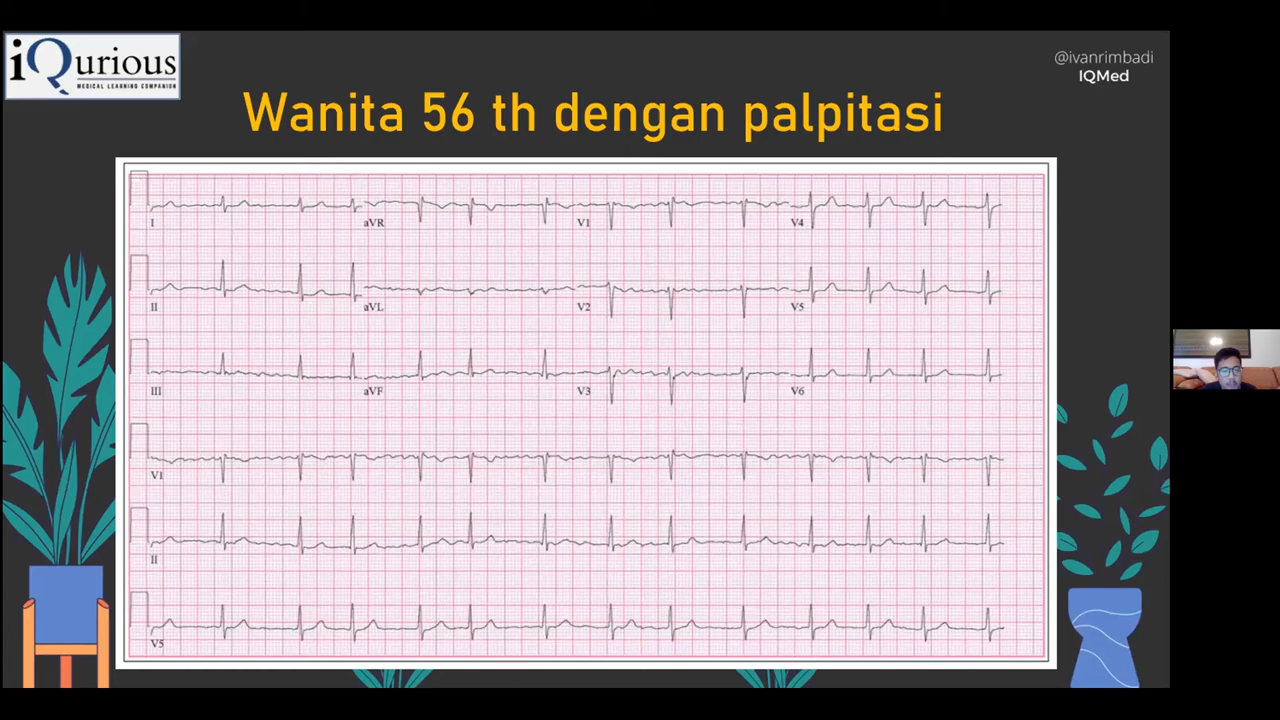 iQurious
MEDICAL LEARNING COMPANION
@ivanrimbadi
IQMed
Wanita 56 th dengan palpitasi
I aVR V1 V4
II aVL V2 V5
III aVF V3 V6
V1
II
V5